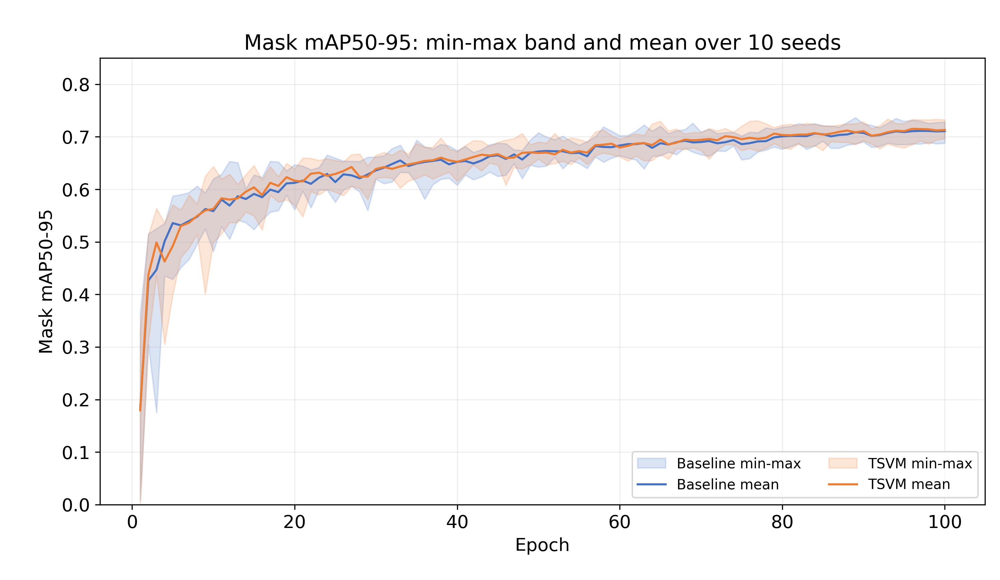 Mask mAP50-95: min-max band and mean over 10 seeds
Mask mAP50-95
0.8
0.7
0.6
0.5
0.4
0.3
0.2
0.1
0.0
0 20 40 60 80 100
Epoch
Baseline min-max TSVM min-max
Baseline mean TSVM mean